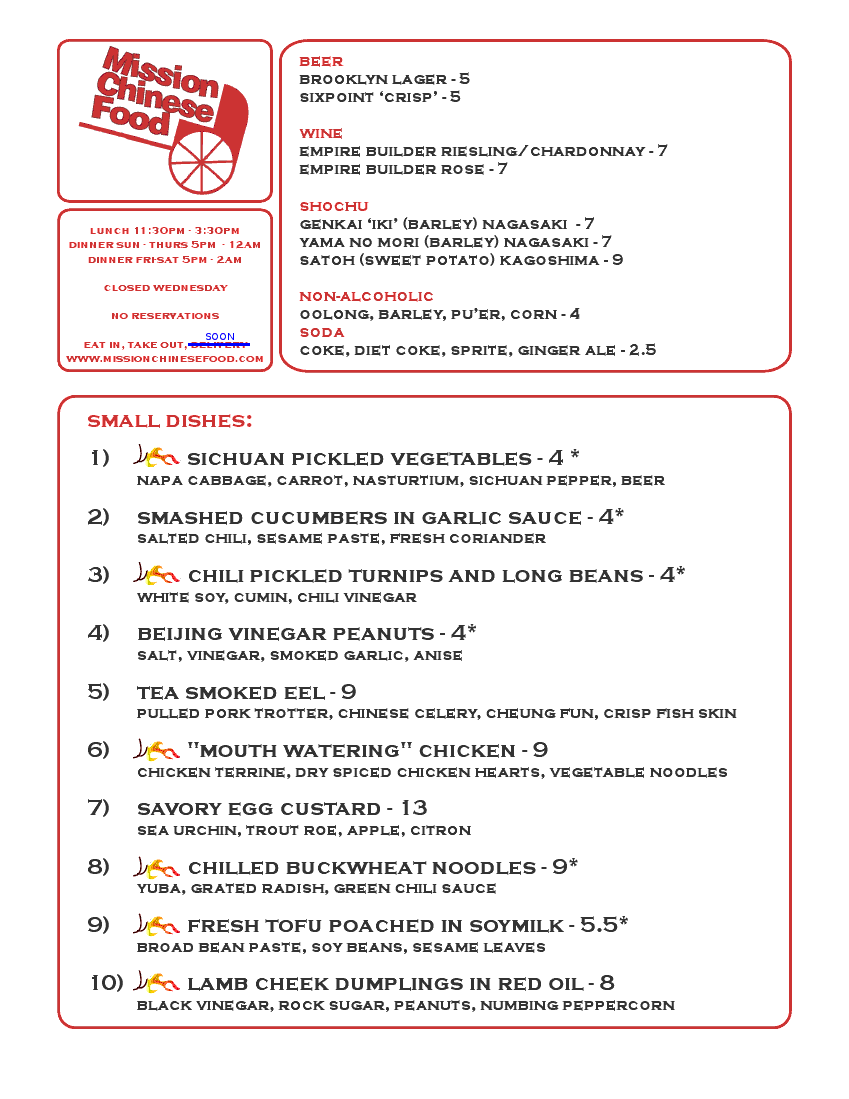 Mission
Chinese
Food
LUNCH 11:30PM - 3:30PM
DINNER SUN - THURS 5PM - 12AM
DINNER FRI-SAT 5PM - 2AM
CLOSED WEDNESDAY
NO RESERVATIONS
SOON
EAT IN, TAKE OUT, DELIVERY
WWW.MISSIONCHINESEFOOD.COM
BEER
BROOKLYN LAGER - 5
SIXPOINT ‘CRISP’ - 5
WINE
EMPIRE BUILDER RIESLING/CHARDONNAY - 7
EMPIRE BUILDER ROSE - 7
SHOCHU
GENKAI ‘IKI’ (BARLEY) NAGASAKI - 7
YAMA NO MORI (BARLEY) NAGASAKI - 7
SATOH (SWEET POTATO) KAGOSHIMA - 9
NON-ALCOHOLIC
OOLONG, BARLEY, PU’ER, CORN - 4
SODA
COKE, DIET COKE, SPRITE, GINGER ALE - 2.5
SMALL DISHES:
1) SICHUAN PICKLED VEGETABLES - 4 *
NAPA CABBAGE, CARROT, NASTURTIUM, SICHUAN PEPPER, BEER
2) SMASHED CUCUMBERS IN GARLIC SAUCE - 4*
SALTED CHILI, SESAME PASTE, FRESH CORIANDER
3) CHILI PICKLED TURNIPS AND LONG BEANS - 4*
WHITE SOY, CUMIN, CHILI VINEGAR
4) BEIJING VINEGAR PEANUTS - 4*
SALT, VINEGAR, SMOKED GARLIC, ANISE
5) TEA SMOKED EEL - 9
PULLED PORK TROTTER, CHINESE CELERY, CHEUNG FUN, CRISP FISH SKIN
6) "MOUTH WATERING" CHICKEN - 9
CHICKEN TERRINE, DRY SPICED CHICKEN HEARTS, VEGETABLE NOODLES
7) SAVORY EGG CUSTARD - 13
SEA URCHIN, TROUT ROE, APPLE, CITRON
8) CHILLED BUCKWHEAT NOODLES - 9*
YUBA, GRATED RADISH, GREEN CHILI SAUCE
9) FRESH TOFU POACHED IN SOYMILK - 5.5*
BROAD BEAN PASTE, SOY BEANS, SESAME LEAVES
10) LAMB CHEEK DUMPLINGS IN RED OIL - 8
BLACK VINEGAR, ROCK SUGAR, PEANUTS, NUMBING PEPPERCORN